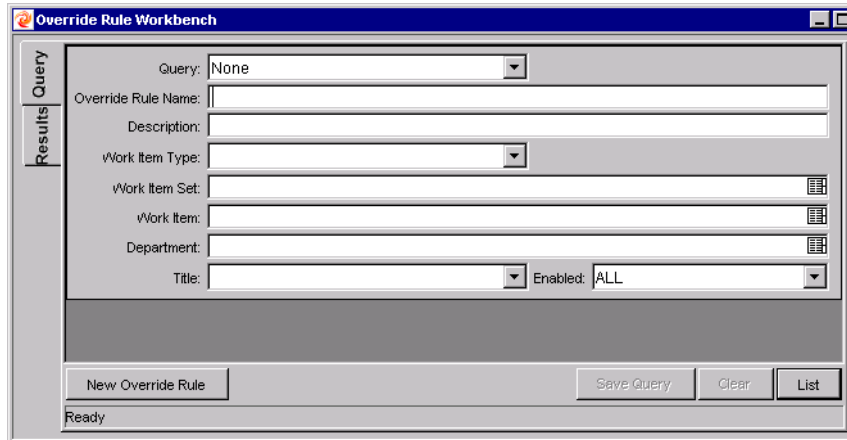 Override Rule Workbench
Query
Results
Query: None
Override Rule Name:
Description:
Work Item Type:
Work Item Set:
Work Item:
Department:
Title: Enabled: ALL
New Override Rule Save Query Clear List
Ready